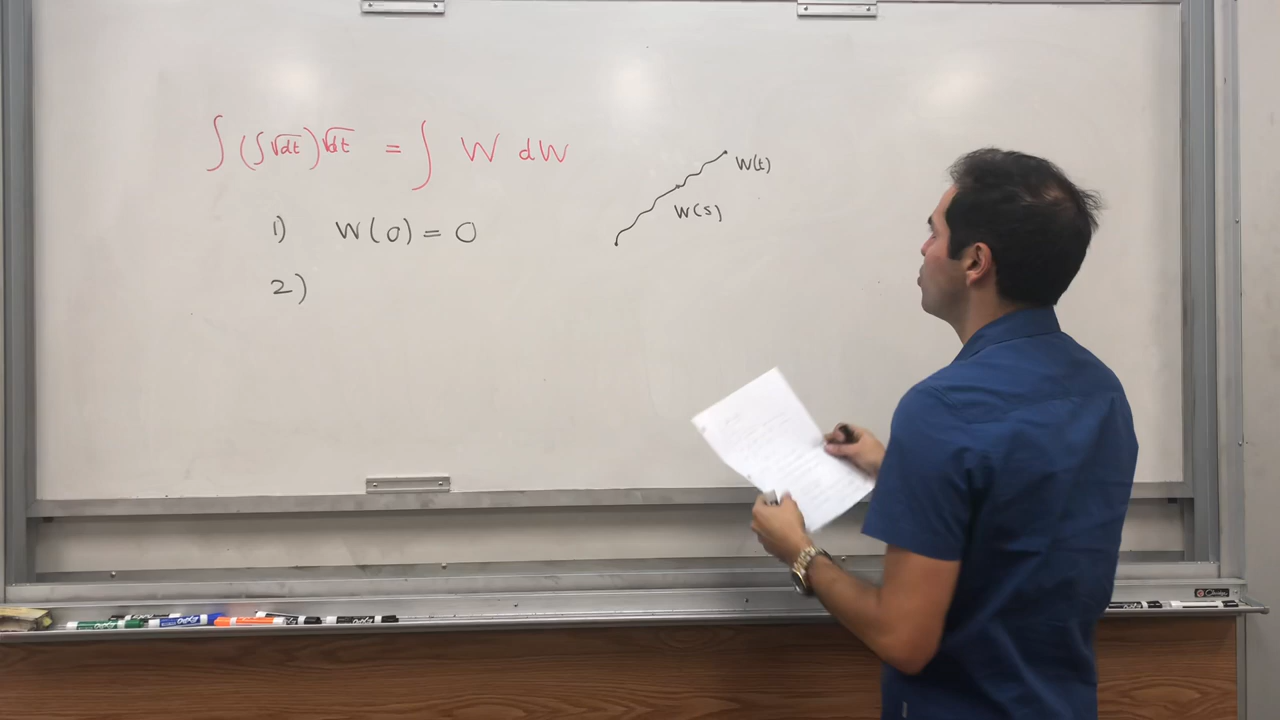 ∫(∫√dt)√dt = ∫ W dW
1) W(0) = 0
2)
W(t)
W(s)